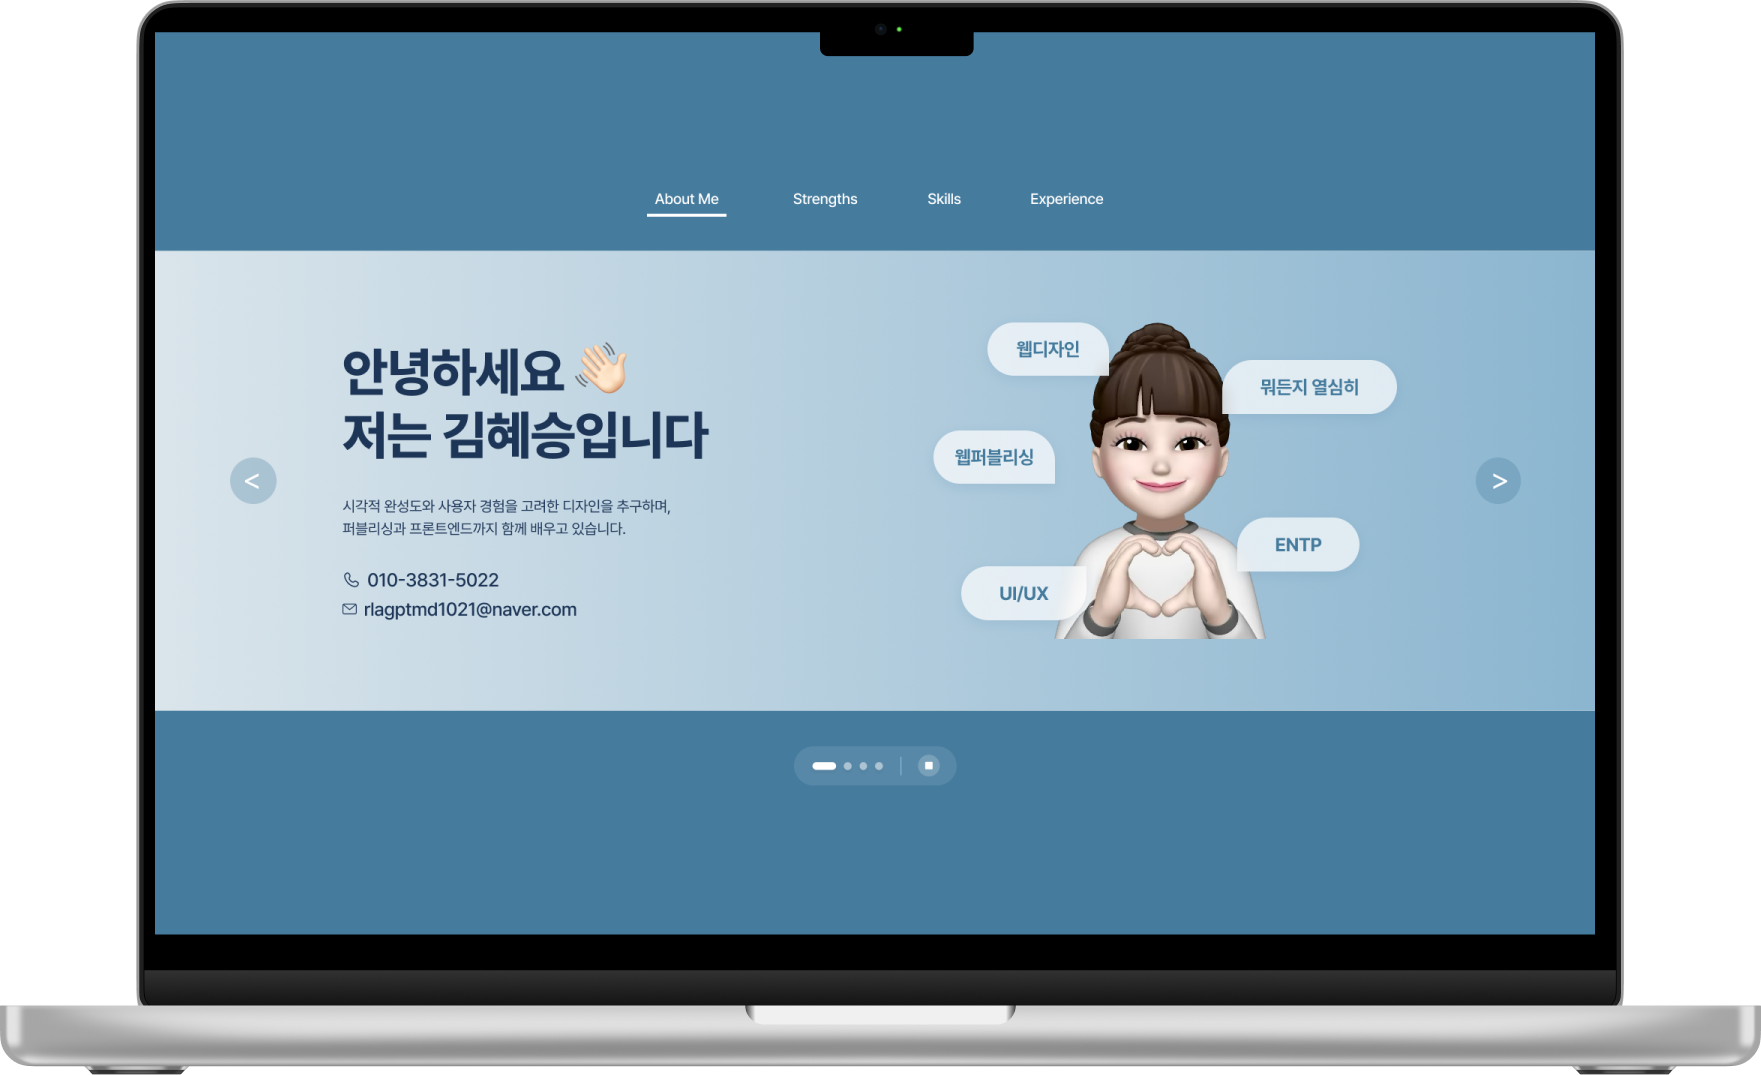 About Me Strengths Skills Experience
안녕하세요 👋🏻
저는 김혜승입니다
시각적 완성도와 사용자 경험을 고려한 디자인을 추구하며,
퍼블리싱과 프론트엔드까지 함께 배우고 있습니다.
010-3831-5022
rlagptmd1021@naver.com
웹디자인
뭐든지 열심히
웹퍼블리싱
ENTP
UI/UX
<
>